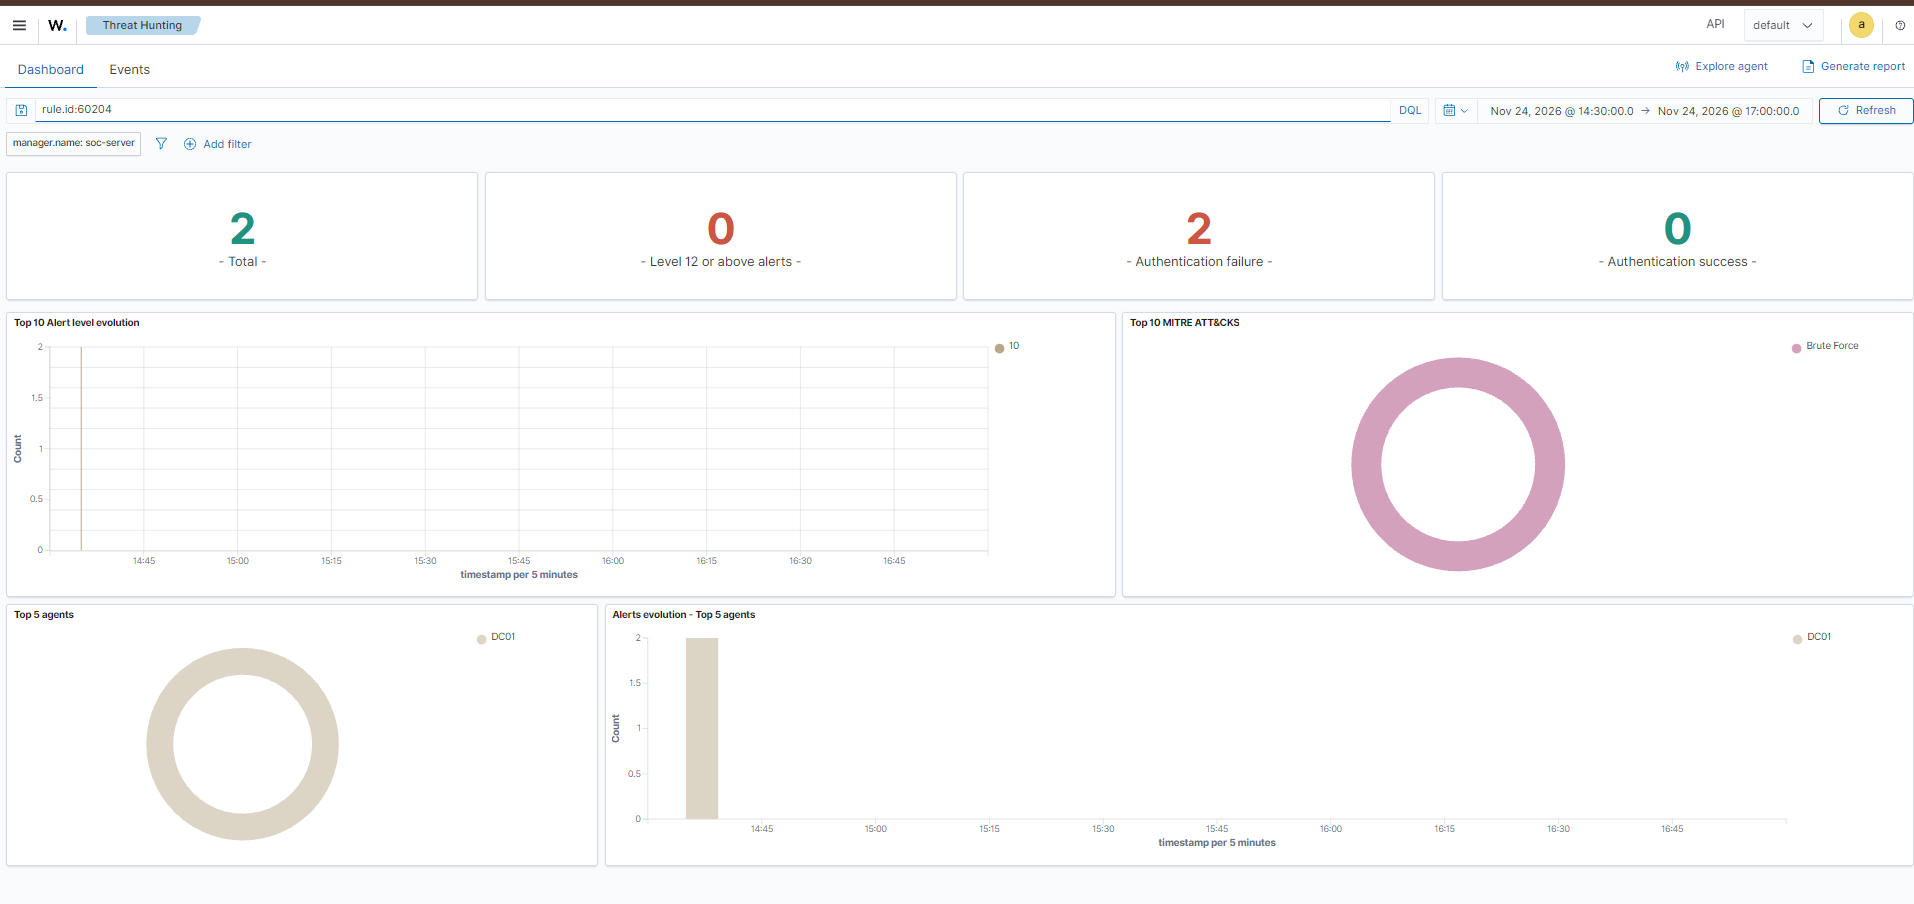 W. Threat Hunting API default a
Dashboard Events Explore agent Generate report
rule.id:60204 DQL Nov 24, 2026 @ 14:30:00.0 → Nov 24, 2026 @ 17:00:00.0 Refresh
manager.name: soc-server Add filter
2
- Total -
0
- Level 12 or above alerts -
2
- Authentication failure -
0
- Authentication success -
Top 10 Alert level evolution
2
1.5
1
0.5
0
Count
14:45 15:00 15:15 15:30 15:45 16:00 16:15 16:30 16:45
timestamp per 5 minutes
10
Top 10 MITRE ATT&CKS
Brute Force
Top 5 agents
DC01
Alerts evolution - Top 5 agents
2
1.5
1
0.5
0
Count
14:45 15:00 15:15 15:30 15:45 16:00 16:15 16:30 16:45
timestamp per 5 minutes
DC01